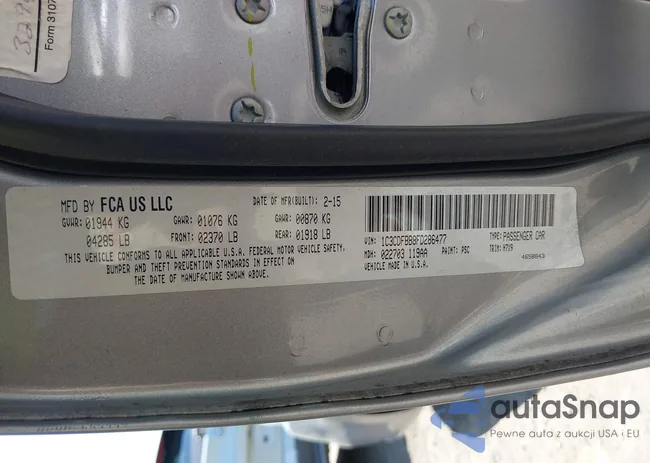 Form 3107
MFD BY FCA US LLC DATE OF MFR(BUILT): 2-15
GVWR: 01944 KG GAWR: 01076 KG GAWR: 00870 KG
04285 LB FRONT: 02370 LB REAR: 01918 LB
THIS VEHICLE CONFORMS TO ALL APPLICABLE U.S.A. FEDERAL MOTOR VEHICLE SAFETY,
BUMPER AND THEFT PREVENTION STANDARDS IN EFFECT ON
THE DATE OF MANUFACTURE SHOWN ABOVE.
VIN: 1C3CDFBB8FD286477 TYPE: PASSENGER CAR
MDH: 022703 119AA PAINT: PSC TRIM: H7X9
VEHICLE MADE IN U.S.A.
autaSnap
Pewne auta z aukcji USA i EU